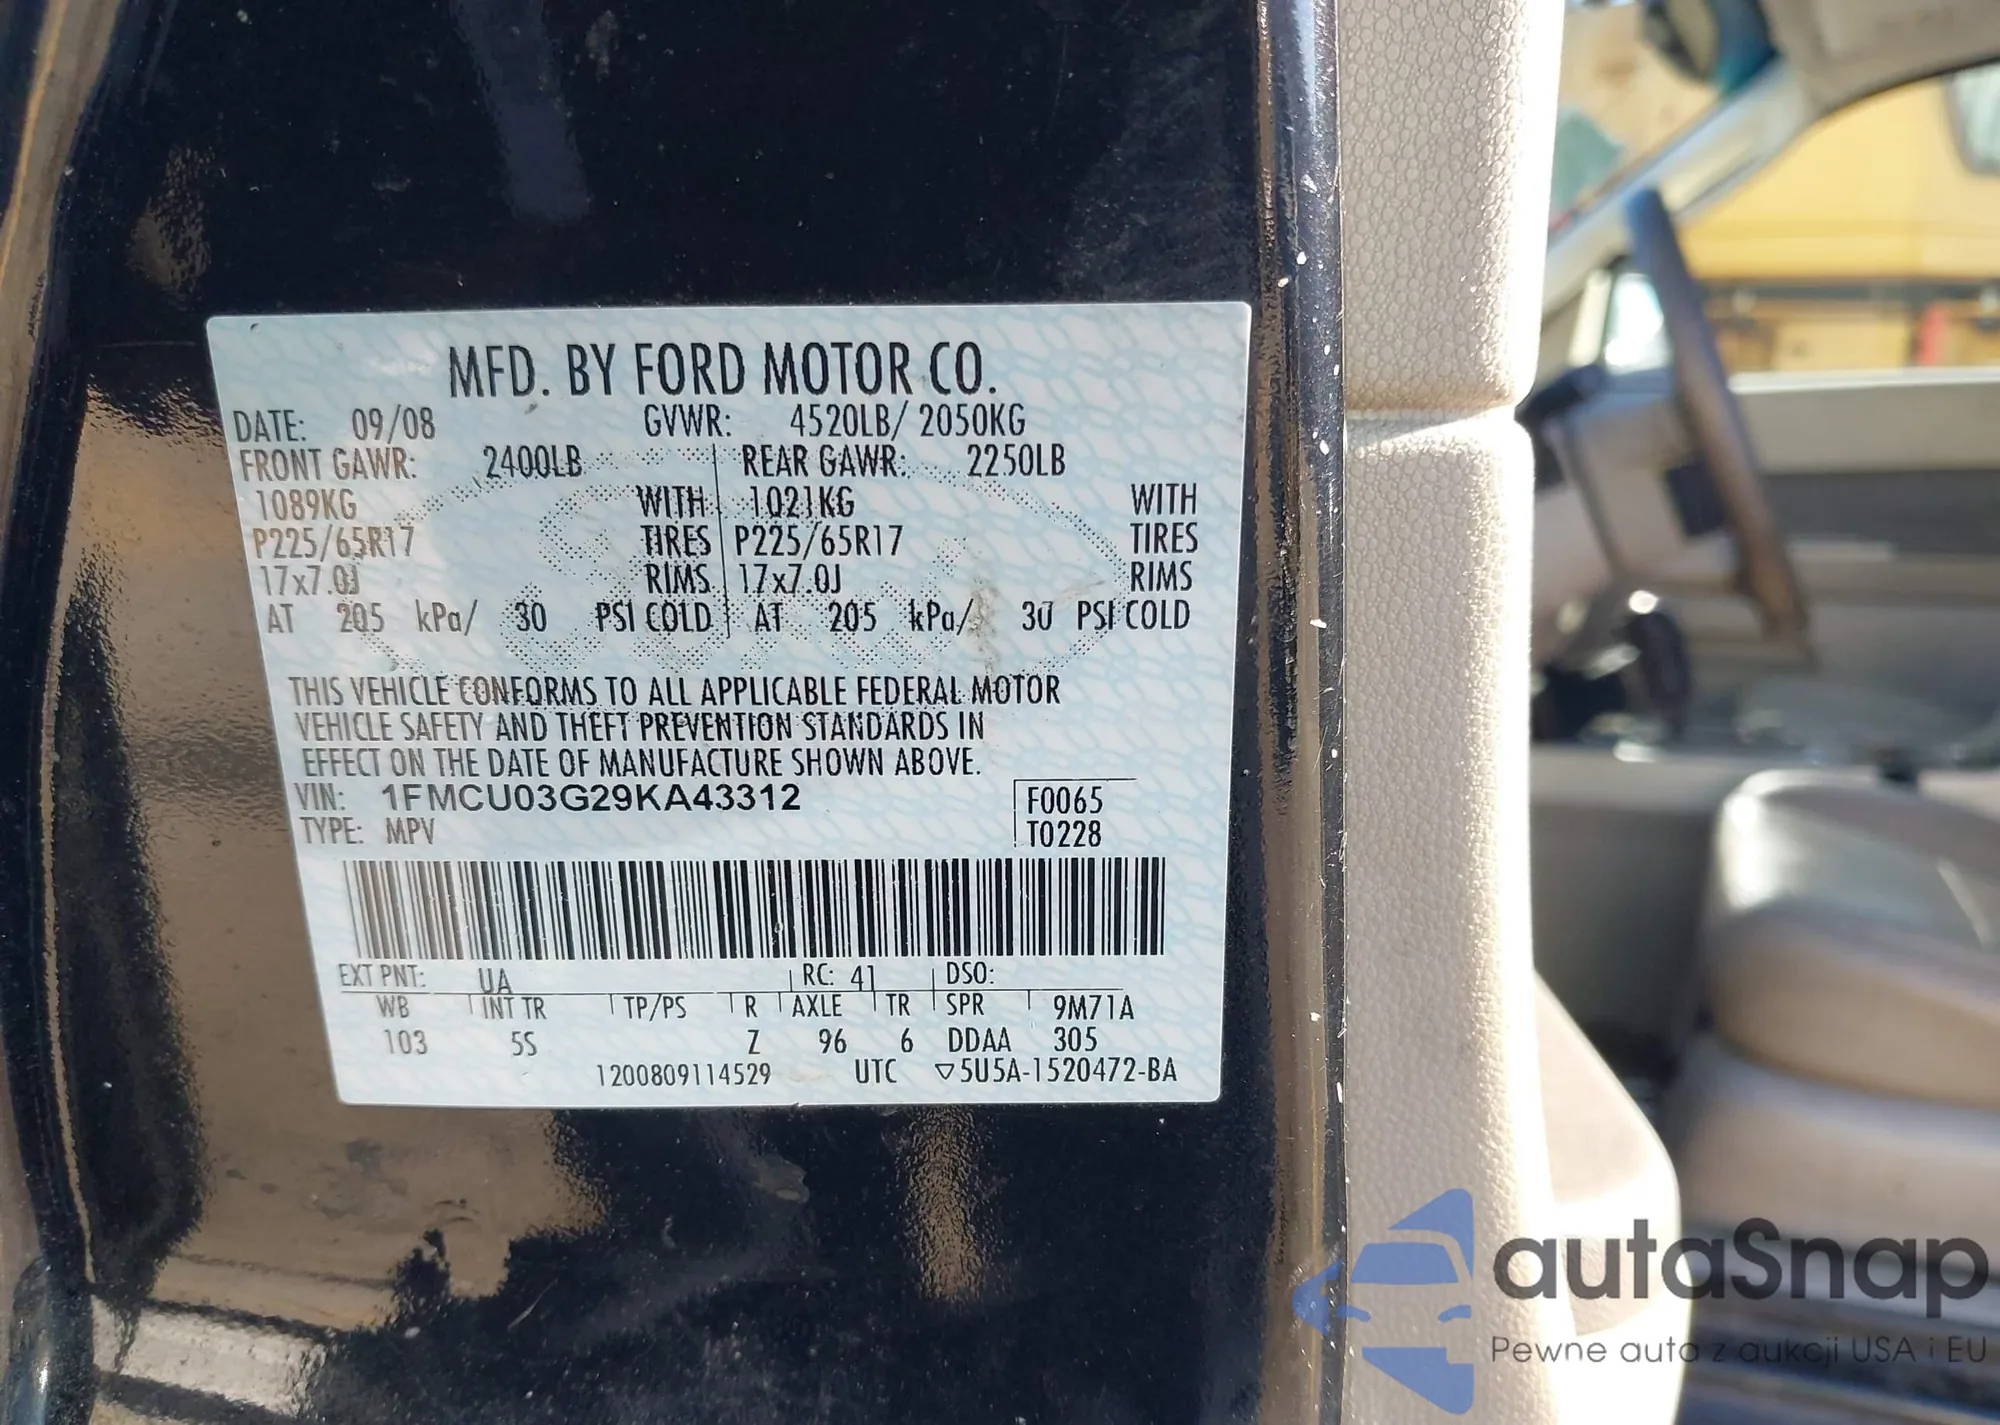 MFD. BY FORD MOTOR CO.
DATE: 09/08 GVWR: 4520LB/ 2050KG
FRONT GAWR: 2400LB REAR GAWR: 2250LB
1089KG WITH 1021KG WITH
P225/65R17 TIRES P225/65R17 TIRES
17x7.0J RIMS 17x7.0J RIMS
AT 205 kPa/ 30 PSI COLD AT 205 kPa/ 30 PSI COLD
THIS VEHICLE CONFORMS TO ALL APPLICABLE FEDERAL MOTOR
VEHICLE SAFETY AND THEFT PREVENTION STANDARDS IN
EFFECT ON THE DATE OF MANUFACTURE SHOWN ABOVE.
VIN: 1FMCU03G29KA43312 F0065
TYPE: MPV T0228
EXT PNT: UA RC: 41 DSO:
WB INT TR TP/PS R AXLE TR SPR 9M71A
103 5S Z 96 6 DDAA 305
1200809114529 UTC ▽5U5A-1520472-BA
autaSnap
Pewne auta z aukcji USA i EU